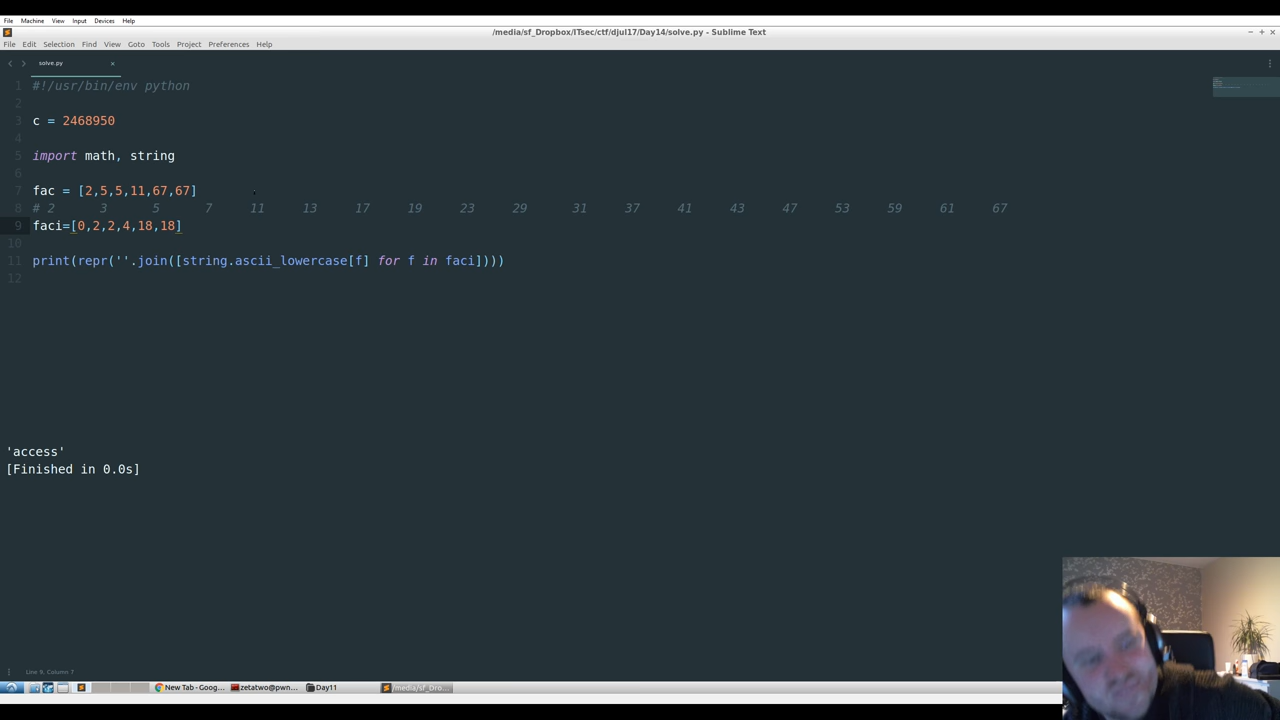 File Machine View Input Devices Help
/media/sf_Dropbox/ITsec/ctf/djul17/Day14/solve.py - Sublime Text
File Edit Selection Find View Goto Tools Project Preferences Help
solve.py
1 #!/usr/bin/env python
2
3 c = 2468950
4
5 import math, string
6
7 fac = [2,5,5,11,67,67]
8 # 2 3 5 7 11 13 17 19 23 29 31 37 41 43 47 53 59 61 67
9 faci=[0,2,2,4,18,18]
10
11 print(repr(''.join([string.ascii_lowercase[f] for f in faci])))
12
'access'
[Finished in 0.0s]
Line 9, Column 7
New Tab - Goog... zetatwo@pwn... Day11 /media/sf_Dro...